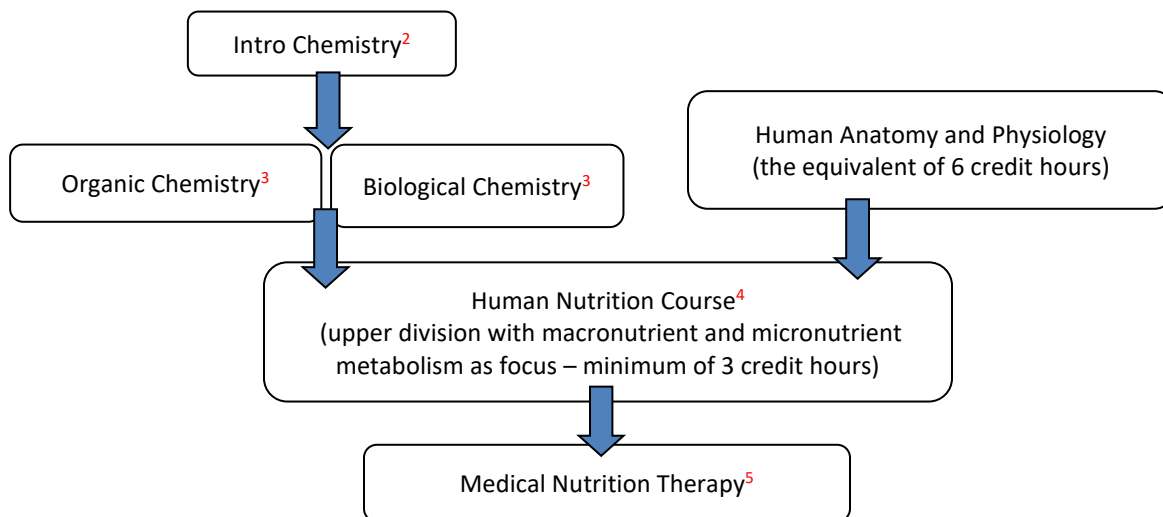 Intro Chemistry2
Human Anatomy and Physiology
(the equivalent of 6 credit hours)
Organic Chemistry3
Biological Chemistry3
Human Nutrition Course4
(upper division with macronutrient and micronutrient
metabolism as focus – minimum of 3 credit hours)
Medical Nutrition Therapy5